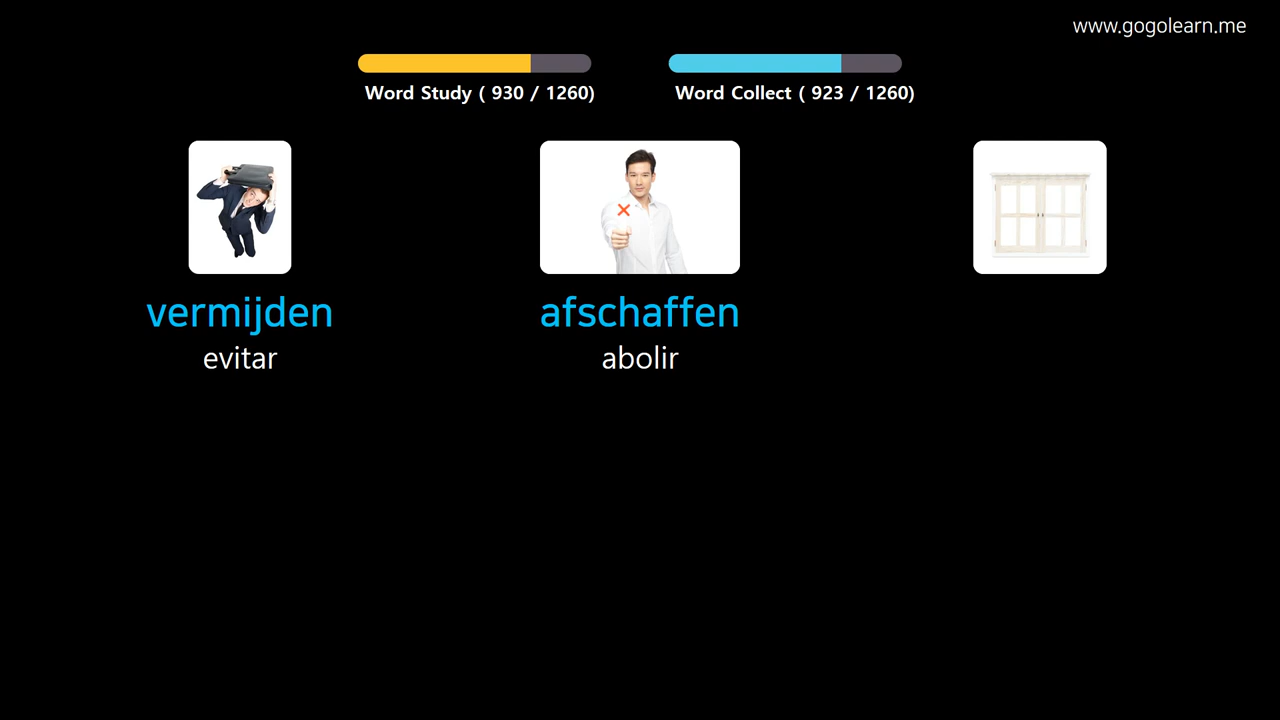 www.gogolearn.me
Word Study ( 930 / 1260)
Word Collect ( 923 / 1260)
vermijden
evitar
afschaffen
abolir